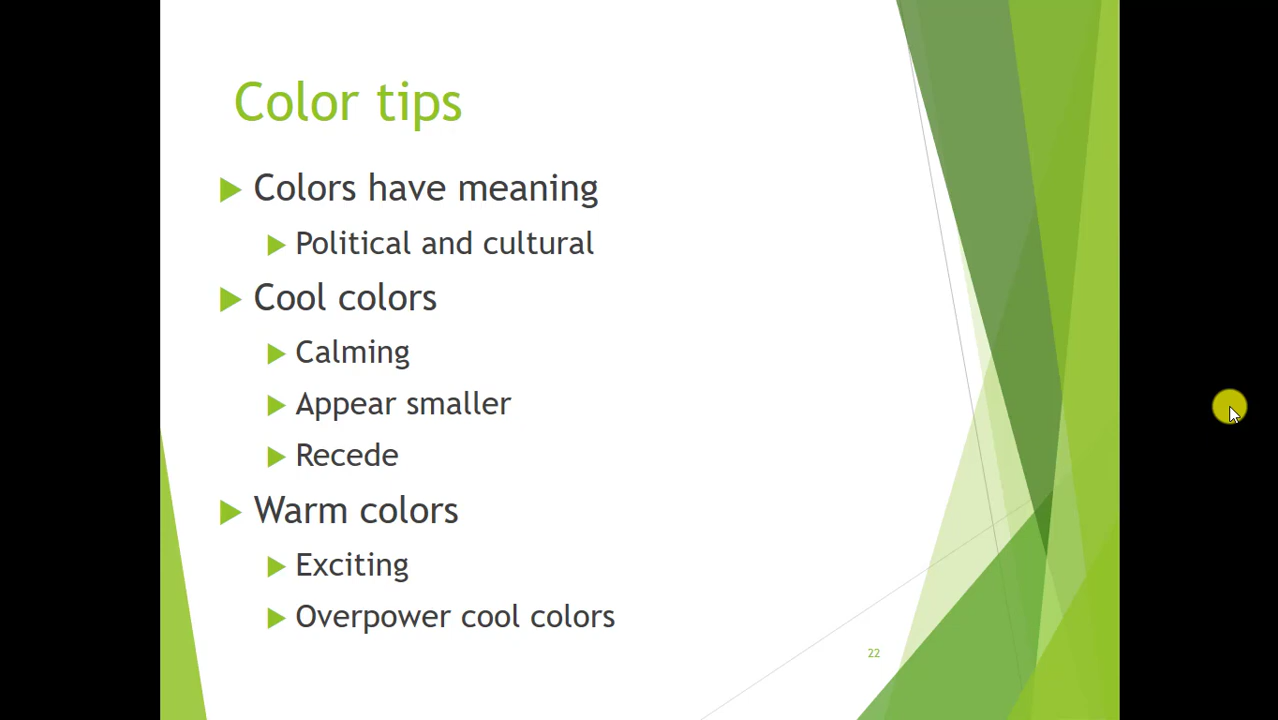 Color tips
Colors have meaning
Political and cultural
Cool colors
Calming
Appear smaller
Recede
Warm colors
Exciting
Overpower cool colors
22